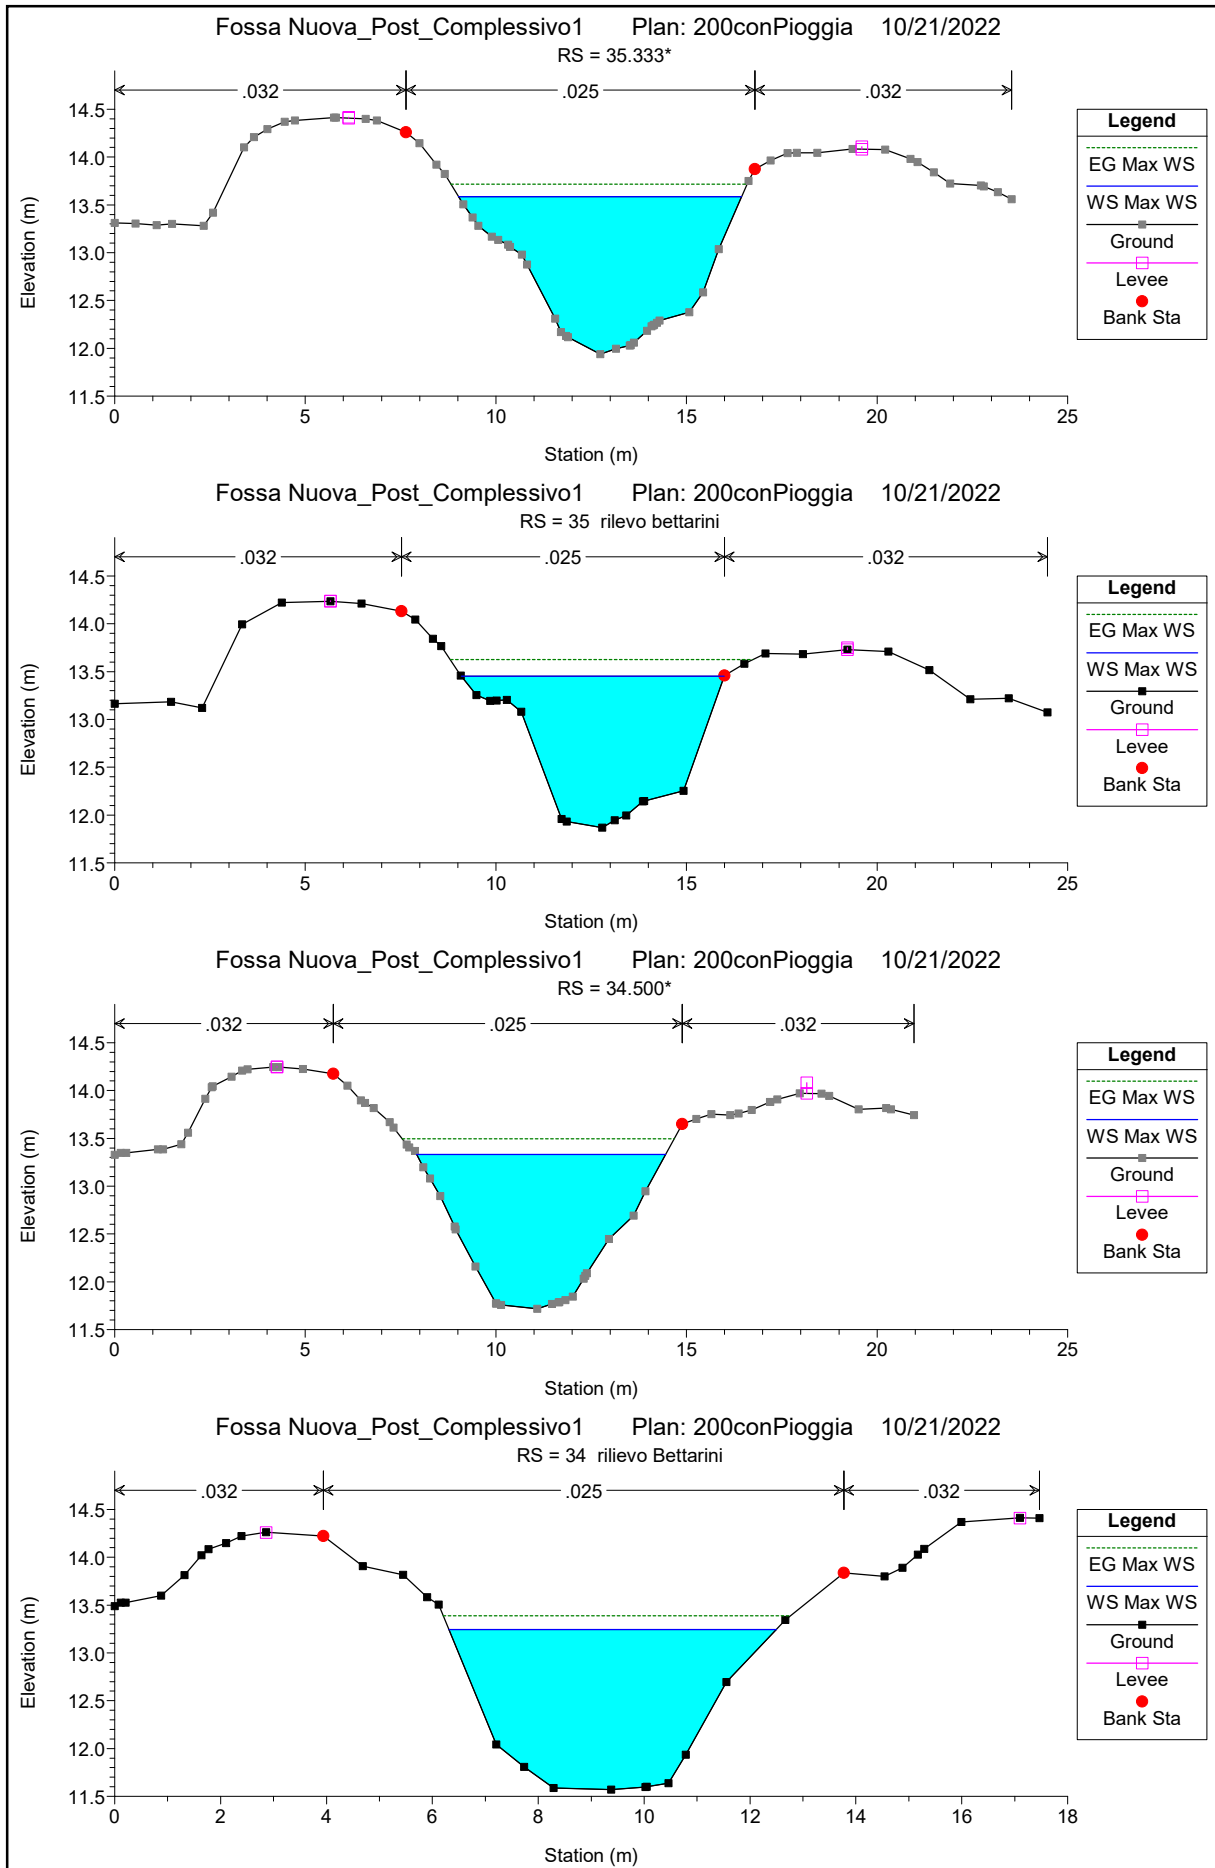 Fossa Nuova_Post_Complessivo1 Plan: 200conPioggia 10/21/2022
RS = 35.333*
.032 .025 .032
14.5
14.0
13.5
13.0
12.5
12.0
11.5
Elevation (m)
0 5 10 15 20 25
Station (m)
Legend
EG Max WS
WS Max WS
Ground
Levee
Bank Sta
Fossa Nuova_Post_Complessivo1 Plan: 200conPioggia 10/21/2022
RS = 35 rilevo bettarini
.032 .025 .032
14.5
14.0
13.5
13.0
12.5
12.0
11.5
Elevation (m)
0 5 10 15 20 25
Station (m)
Legend
EG Max WS
WS Max WS
Ground
Levee
Bank Sta
Fossa Nuova_Post_Complessivo1 Plan: 200conPioggia 10/21/2022
RS = 34.500*
.032 .025 .032
14.5
14.0
13.5
13.0
12.5
12.0
11.5
Elevation (m)
0 5 10 15 20 25
Station (m)
Legend
EG Max WS
WS Max WS
Ground
Levee
Bank Sta
Fossa Nuova_Post_Complessivo1 Plan: 200conPioggia 10/21/2022
RS = 34 rilievo Bettarini
.032 .025 .032
14.5
14.0
13.5
13.0
12.5
12.0
11.5
Elevation (m)
0 2 4 6 8 10 12 14 16 18
Station (m)
Legend
EG Max WS
WS Max WS
Ground
Levee
Bank Sta